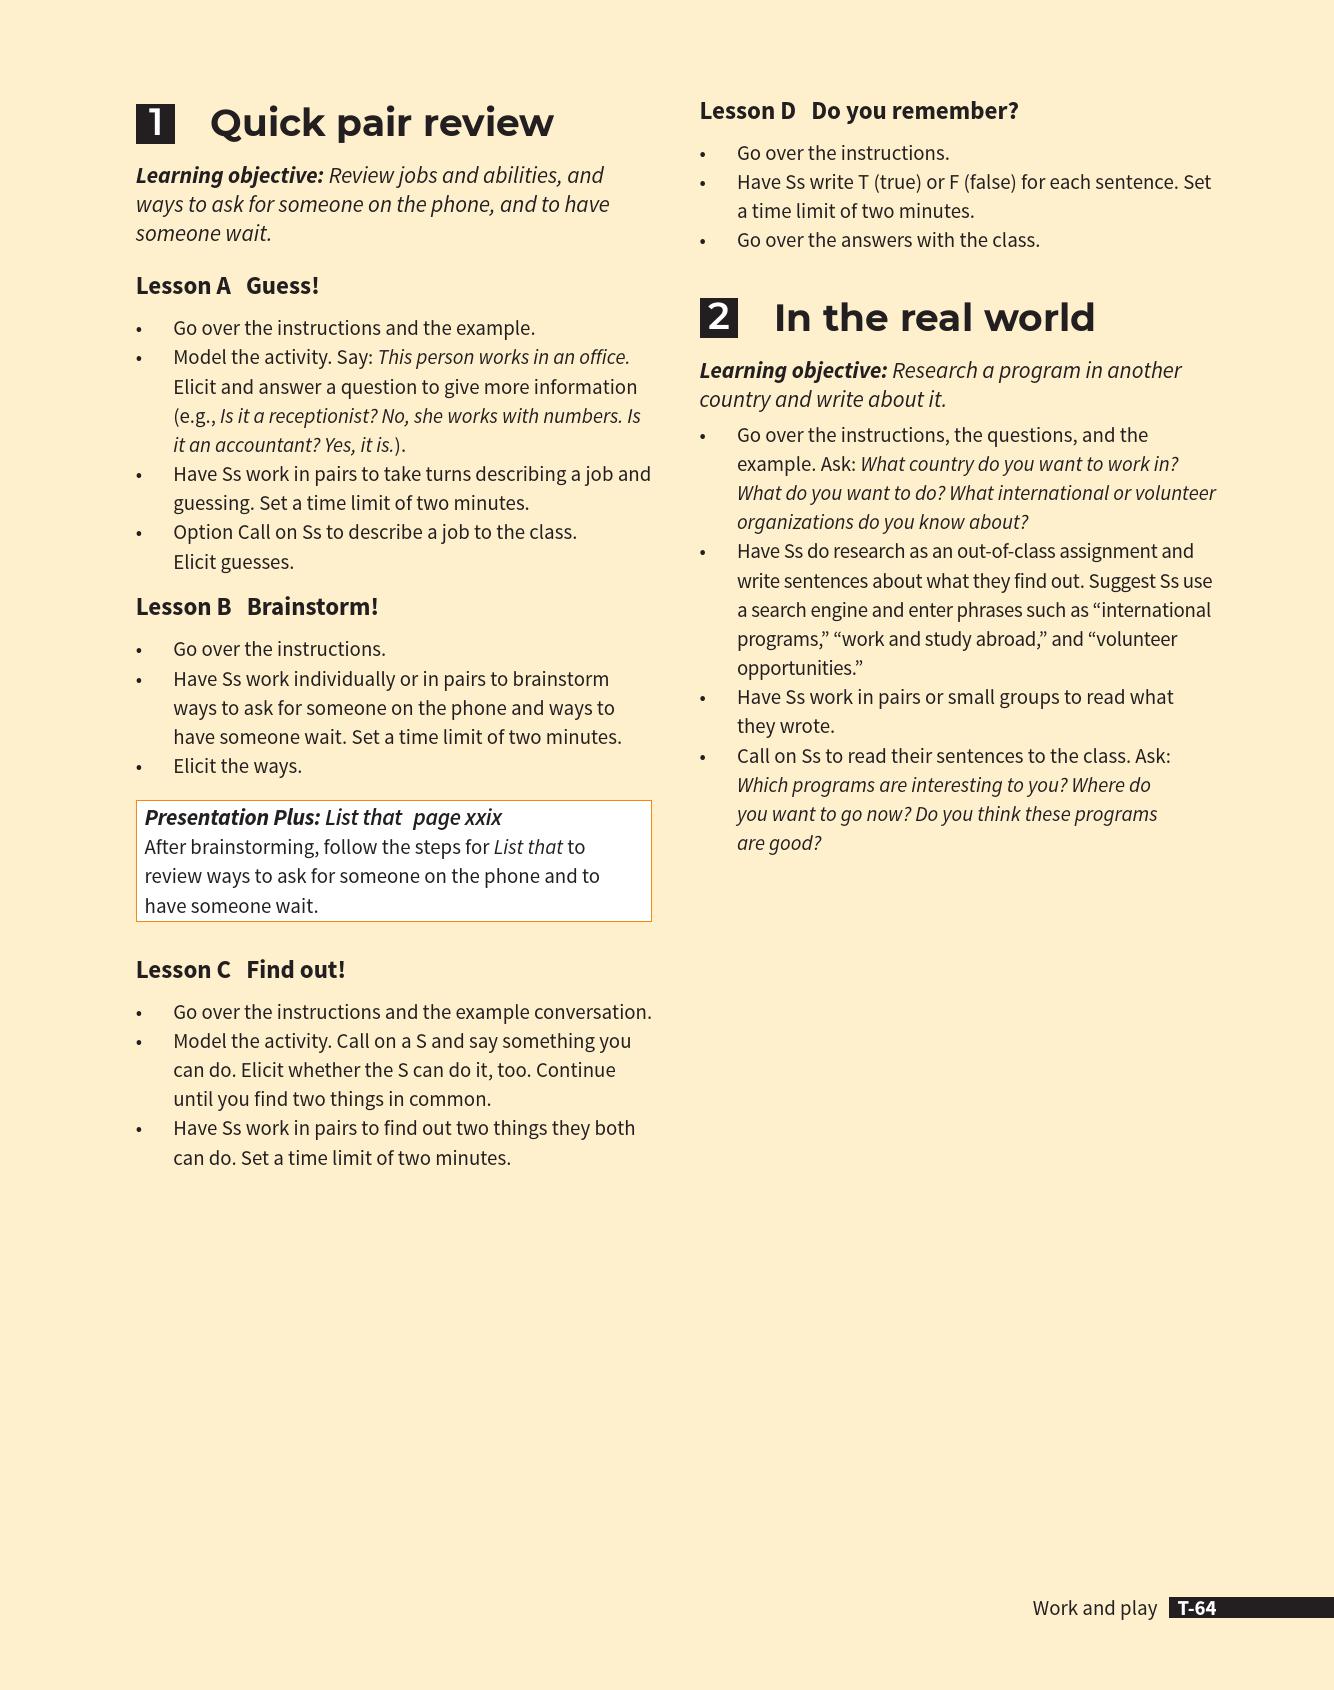 1 Quick pair review
Learning objective: Review jobs and abilities, and
ways to ask for someone on the phone, and to have
someone wait.
Lesson A Guess!
• Go over the instructions and the example.
• Model the activity. Say: This person works in an office.
Elicit and answer a question to give more information
(e.g., Is it a receptionist? No, she works with numbers. Is
it an accountant? Yes, it is.).
• Have Ss work in pairs to take turns describing a job and
guessing. Set a time limit of two minutes.
• Option Call on Ss to describe a job to the class.
Elicit guesses.
Lesson B Brainstorm!
• Go over the instructions.
• Have Ss work individually or in pairs to brainstorm
ways to ask for someone on the phone and ways to
have someone wait. Set a time limit of two minutes.
• Elicit the ways.
Presentation Plus: List that page xxix
After brainstorming, follow the steps for List that to
review ways to ask for someone on the phone and to
have someone wait.
Lesson C Find out!
• Go over the instructions and the example conversation.
• Model the activity. Call on a S and say something you
can do. Elicit whether the S can do it, too. Continue
until you find two things in common.
• Have Ss work in pairs to find out two things they both
can do. Set a time limit of two minutes.
Lesson D Do you remember?
• Go over the instructions.
• Have Ss write T (true) or F (false) for each sentence. Set
a time limit of two minutes.
• Go over the answers with the class.
2 In the real world
Learning objective: Research a program in another
country and write about it.
• Go over the instructions, the questions, and the
example. Ask: What country do you want to work in?
What do you want to do? What international or volunteer
organizations do you know about?
• Have Ss do research as an out-of-class assignment and
write sentences about what they find out. Suggest Ss use
a search engine and enter phrases such as “international
programs,” “work and study abroad,” and “volunteer
opportunities.”
• Have Ss work in pairs or small groups to read what
they wrote.
• Call on Ss to read their sentences to the class. Ask:
Which programs are interesting to you? Where do
you want to go now? Do you think these programs
are good?
Work and play T-64